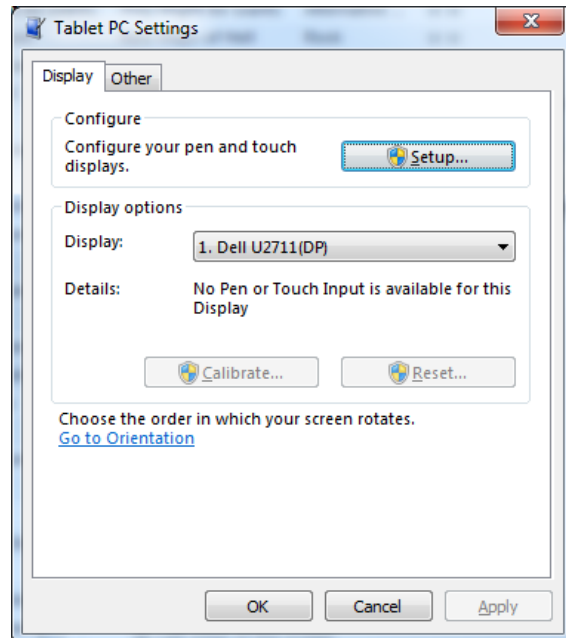 Tablet PC Settings
Display Other
Configure
Configure your pen and touch
displays.
Setup...
Display options
Display: 1. Dell U2711(DP)
Details: No Pen or Touch Input is available for this
Display
Calibrate... Reset...
Choose the order in which your screen rotates.
Go to Orientation
OK Cancel Apply